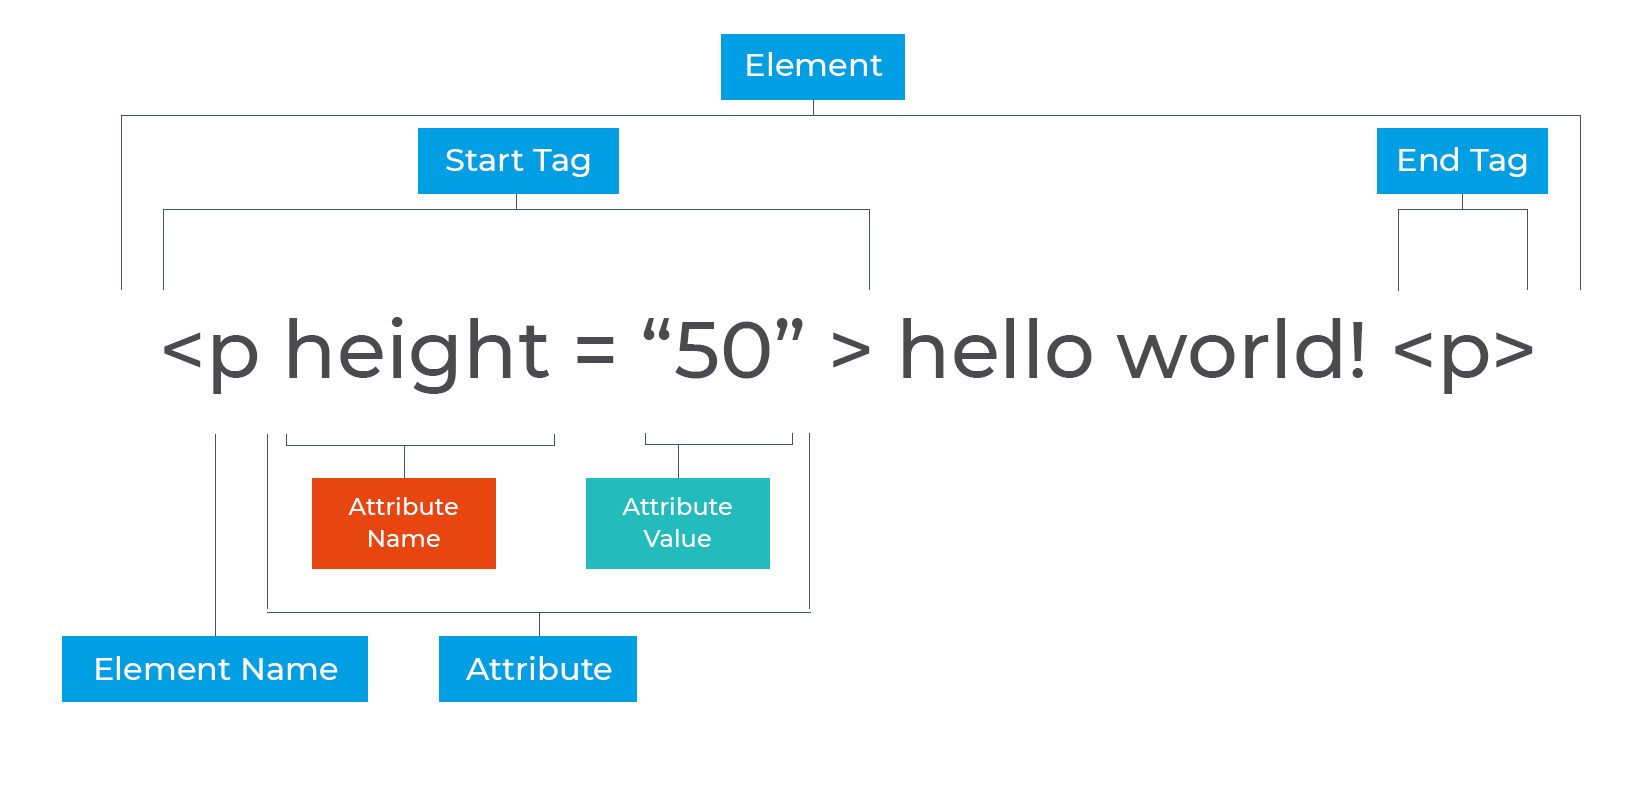 Element
Start Tag
End Tag
<p height = “50” > hello world! <p>
Attribute
Name
Attribute
Value
Element Name
Attribute